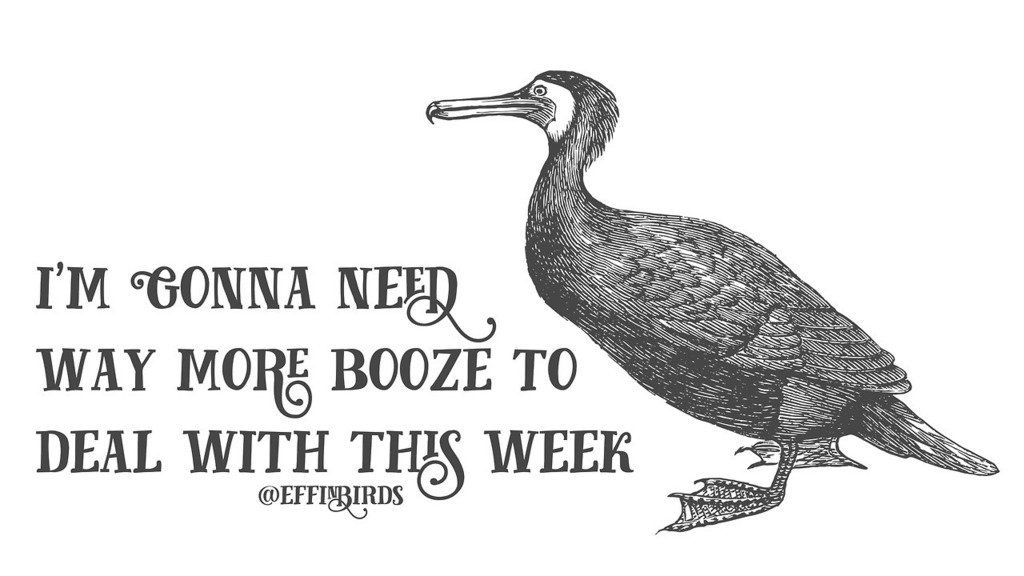 I'M GONNA NEED
WAY MORE BOOZE TO
DEAL WITH THIS WEEK
@EFFINBIRDS